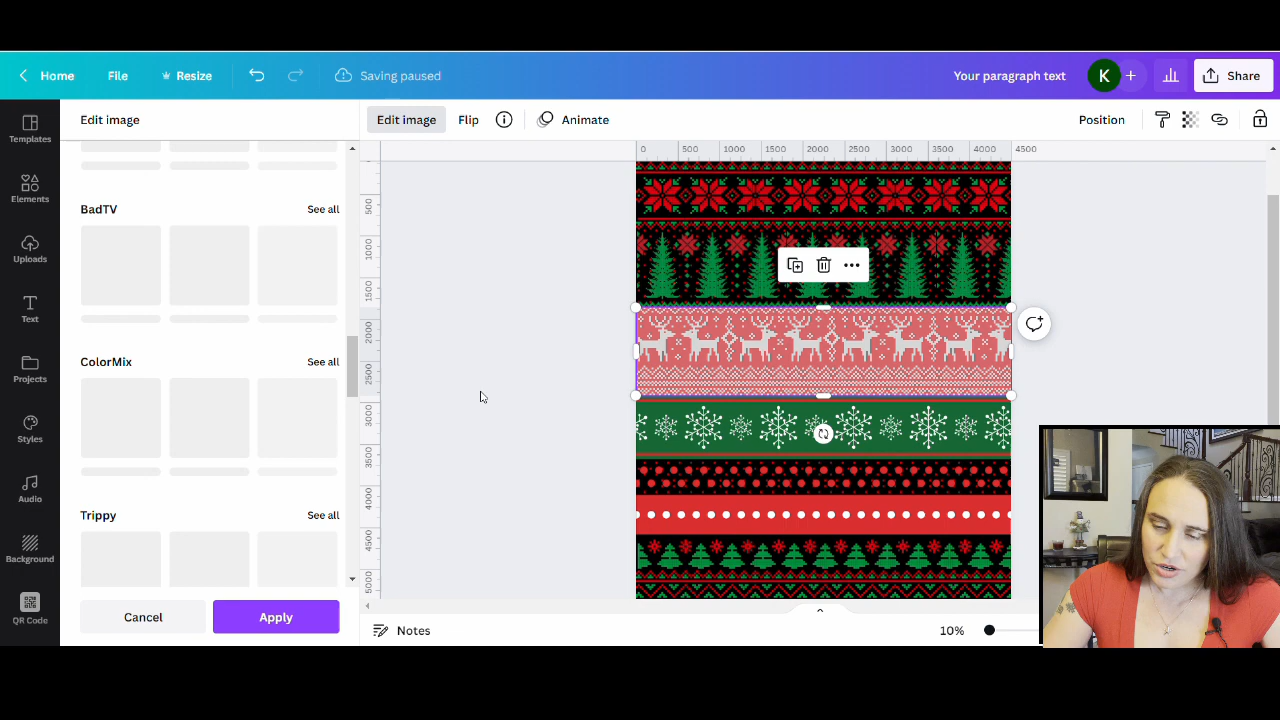 Home
File
Resize
Saving paused
Your paragraph text
K
Share
Templates
Elements
Uploads
Text
Projects
Styles
Audio
Background
QR Code
Edit image
BadTV
See all
ColorMix
See all
Trippy
See all
Cancel
Apply
Edit image
Flip
Animate
Position
0 500 1000 1500 2000 2500 3000 3500 4000 4500
500
1000
1500
2000
2500
3000
3500
4000
4500
5000
Notes
10%